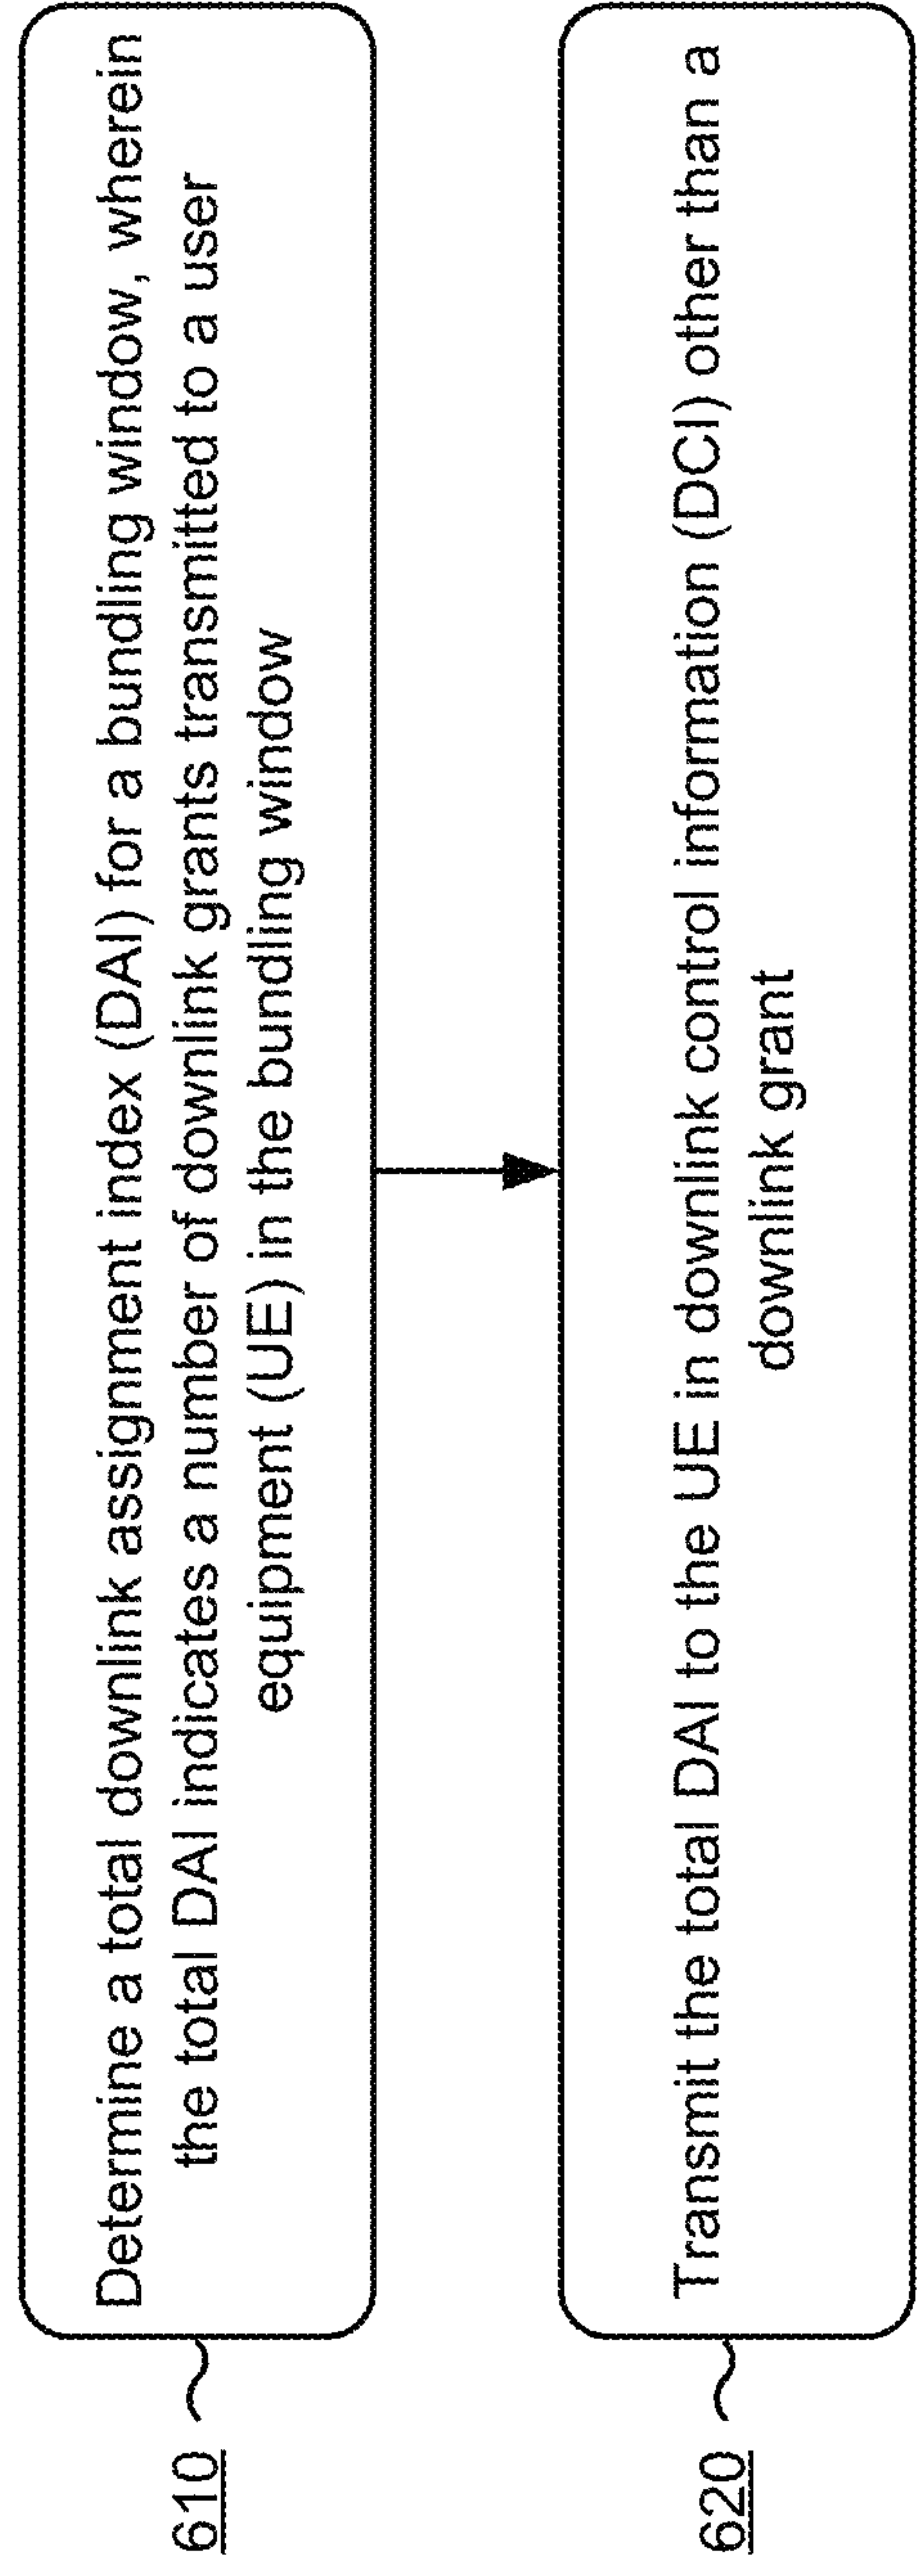 610
Determine a total downlink assignment index (DAI) for a bundling window, wherein
the total DAI indicates a number of downlink grants transmitted to a user
equipment (UE) in the bundling window
620
Transmit the total DAI to the UE in downlink control information (DCI) other than a
downlink grant